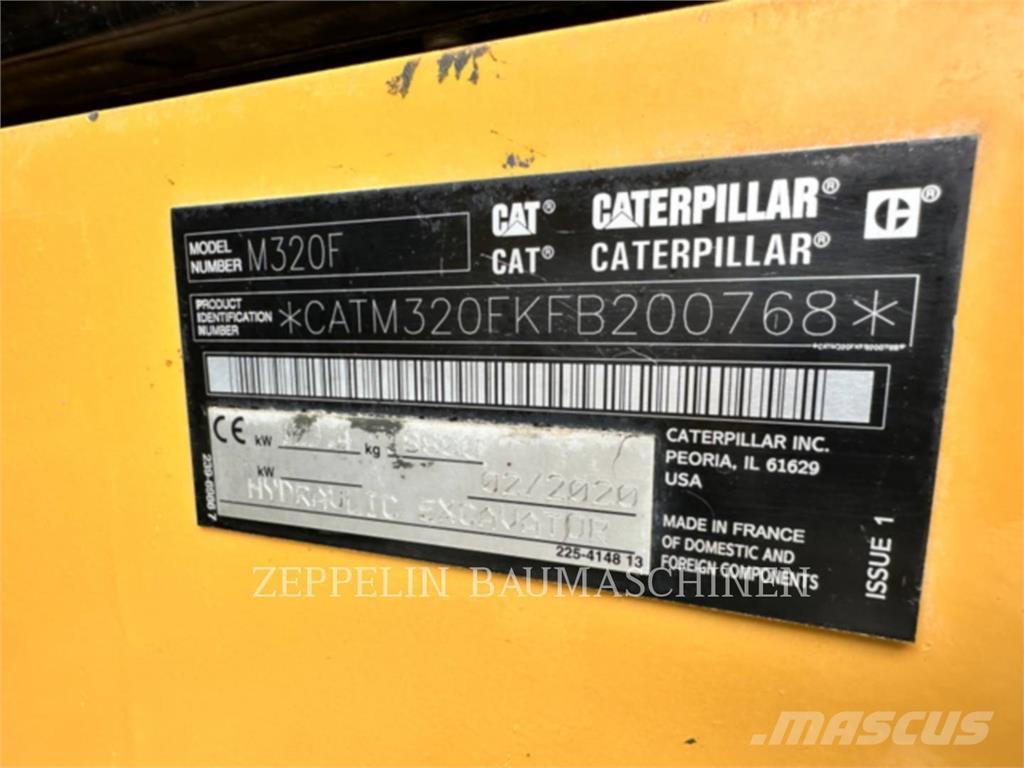 MODEL NUMBER M320F
CAT® CATERPILLAR® ®
CAT® CATERPILLAR®
PRODUCT IDENTIFICATION NUMBER *CATM320FKFB200768*
*CATM320FKFB200768*
CE kW kg
kW 02/2020
HYDRAULIC EXCAVATOR
225-4148 13
CATERPILLAR INC.
PEORIA, IL 61629
USA
MADE IN FRANCE
OF DOMESTIC AND
FOREIGN COMPONENTS
ISSUE 1
ZEPPELIN BAUMASCHINEN
MASCUS